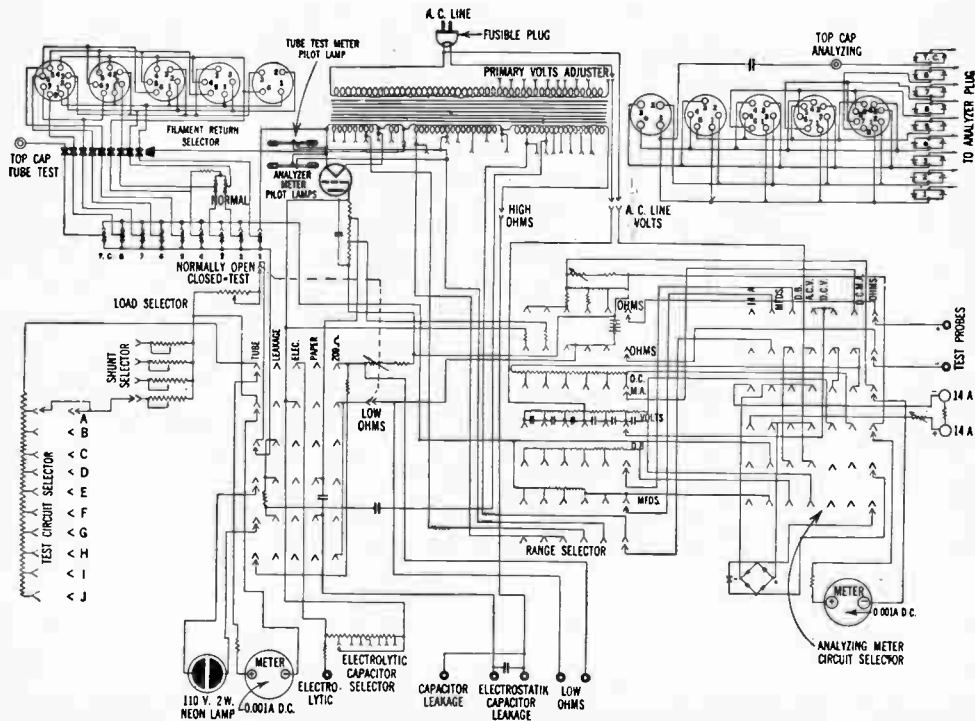 A. C. LINE
FUSIBLE PLUG
TUBE TEST METER
PILOT LAMP
PRIMARY VOLTS ADJUSTER
TOP CAP
ANALYZING
TO ANALYZER PLUG
FILAMENT RETURN
SELECTOR
TOP CAP
TUBE TEST
ANALYZER
METER
PILOT LAMPS
NORMAL
HIGH
OHMS
A. C. LINE
VOLTS
NORMALLY OPEN
CLOSED-TEST
LOAD SELECTOR
SHUNT
SELECTOR
TUBE
LEAKAGE
ELEC.
PAPER
LOW
OHMS
OHMS
OHMS
D.C.
M.A.
VOLTS
MFDS.
RANGE SELECTOR
14 A
MFDS.
D.B.
A.C.V.
D.C.V.
D.C.M.A.
OHMS
TEST PROBES
14 A
14 A
TEST CIRCUIT SELECTOR
A
B
C
D
E
F
G
H
I
J
METER
0.001A D.C.
ANALYZING METER
CIRCUIT SELECTOR
110 V. 2 W.
NEON LAMP
METER
0.001A D.C.
ELECTRO-
LYTIC
ELECTROLYTIC
CAPACITOR
SELECTOR
CAPACITOR
LEAKAGE
ELECTROSTATIK
CAPACITOR
LEAKAGE
LOW
OHMS